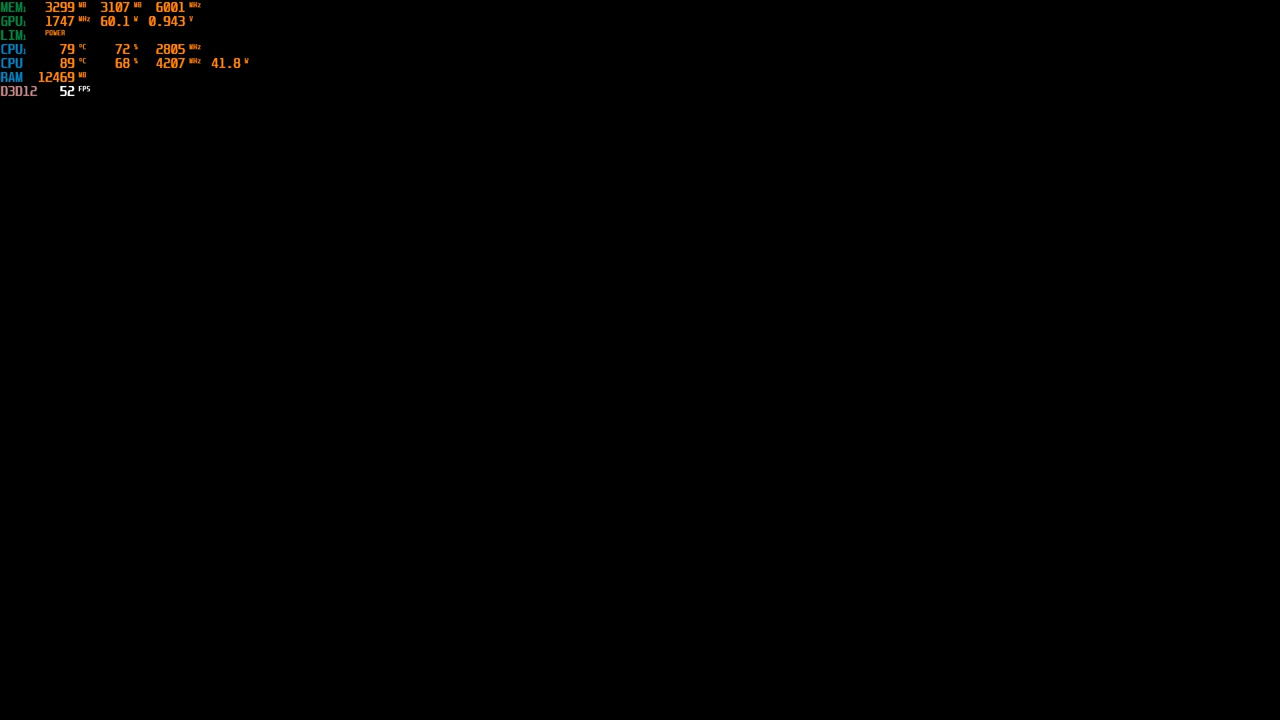 MEM1 3299 MB 3107 MB 6001 MHz
GPU1 1747 MHz 60.1 W 0.943 V
LIM1 POWER
CPU1 79 °C 72 % 2805 MHz
CPU 89 °C 68 % 4207 MHz 41.8 W
RAM 12469 MB
D3D12 52 FPS